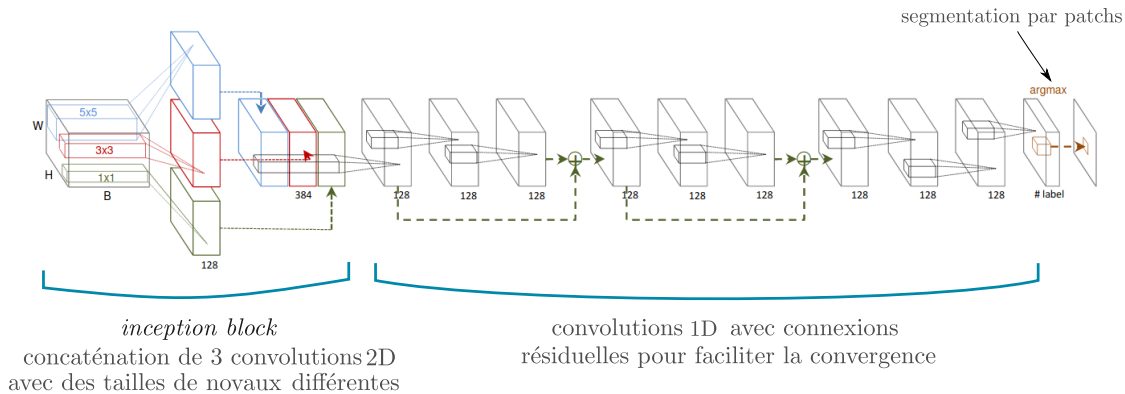 segmentation par patchs
argmax
5x5
W
3x3
H
1x1
B
384
128
128
128
128
128
128
128
128
128
# label
128
inception block
concaténation de 3 convolutions 2D
avec des tailles de novaux différentes
convolutions 1D avec connexions
résiduelles pour faciliter la convergence